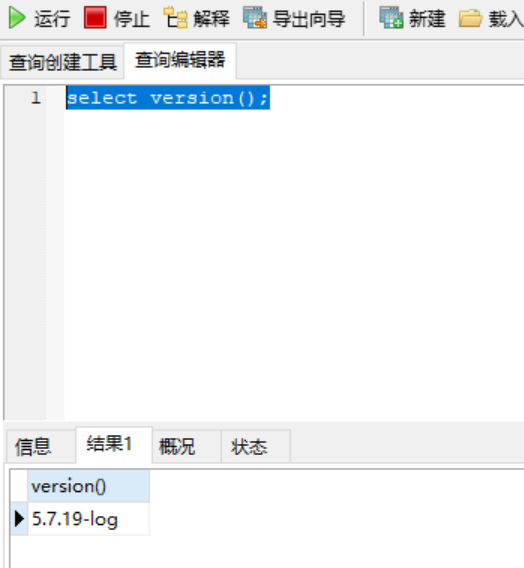 运行 停止 解释 导出向导 新建 载入
查询创建工具 查询编辑器
1 select version();
信息 结果1 概况 状态
version()
5.7.19-log